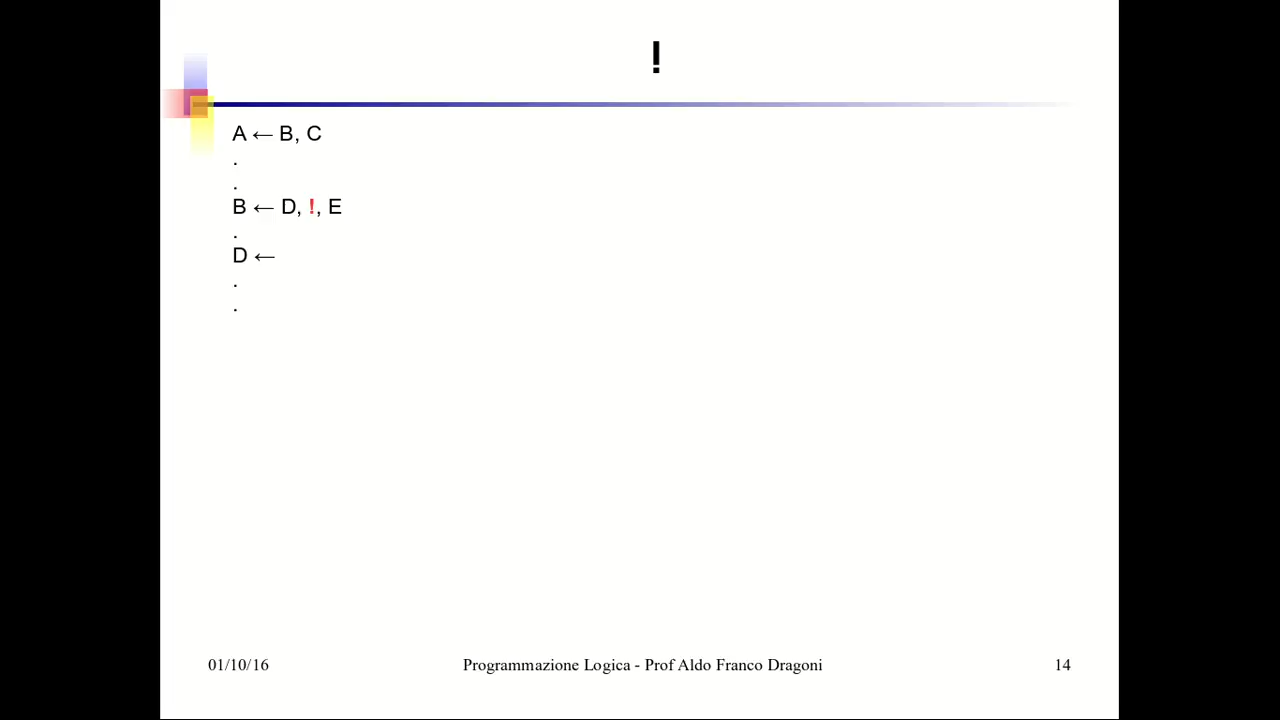 !
A ← B, C
.
.
B ← D, !, E
.
D ←
.
.
01/10/16 Programmazione Logica - Prof Aldo Franco Dragoni 14